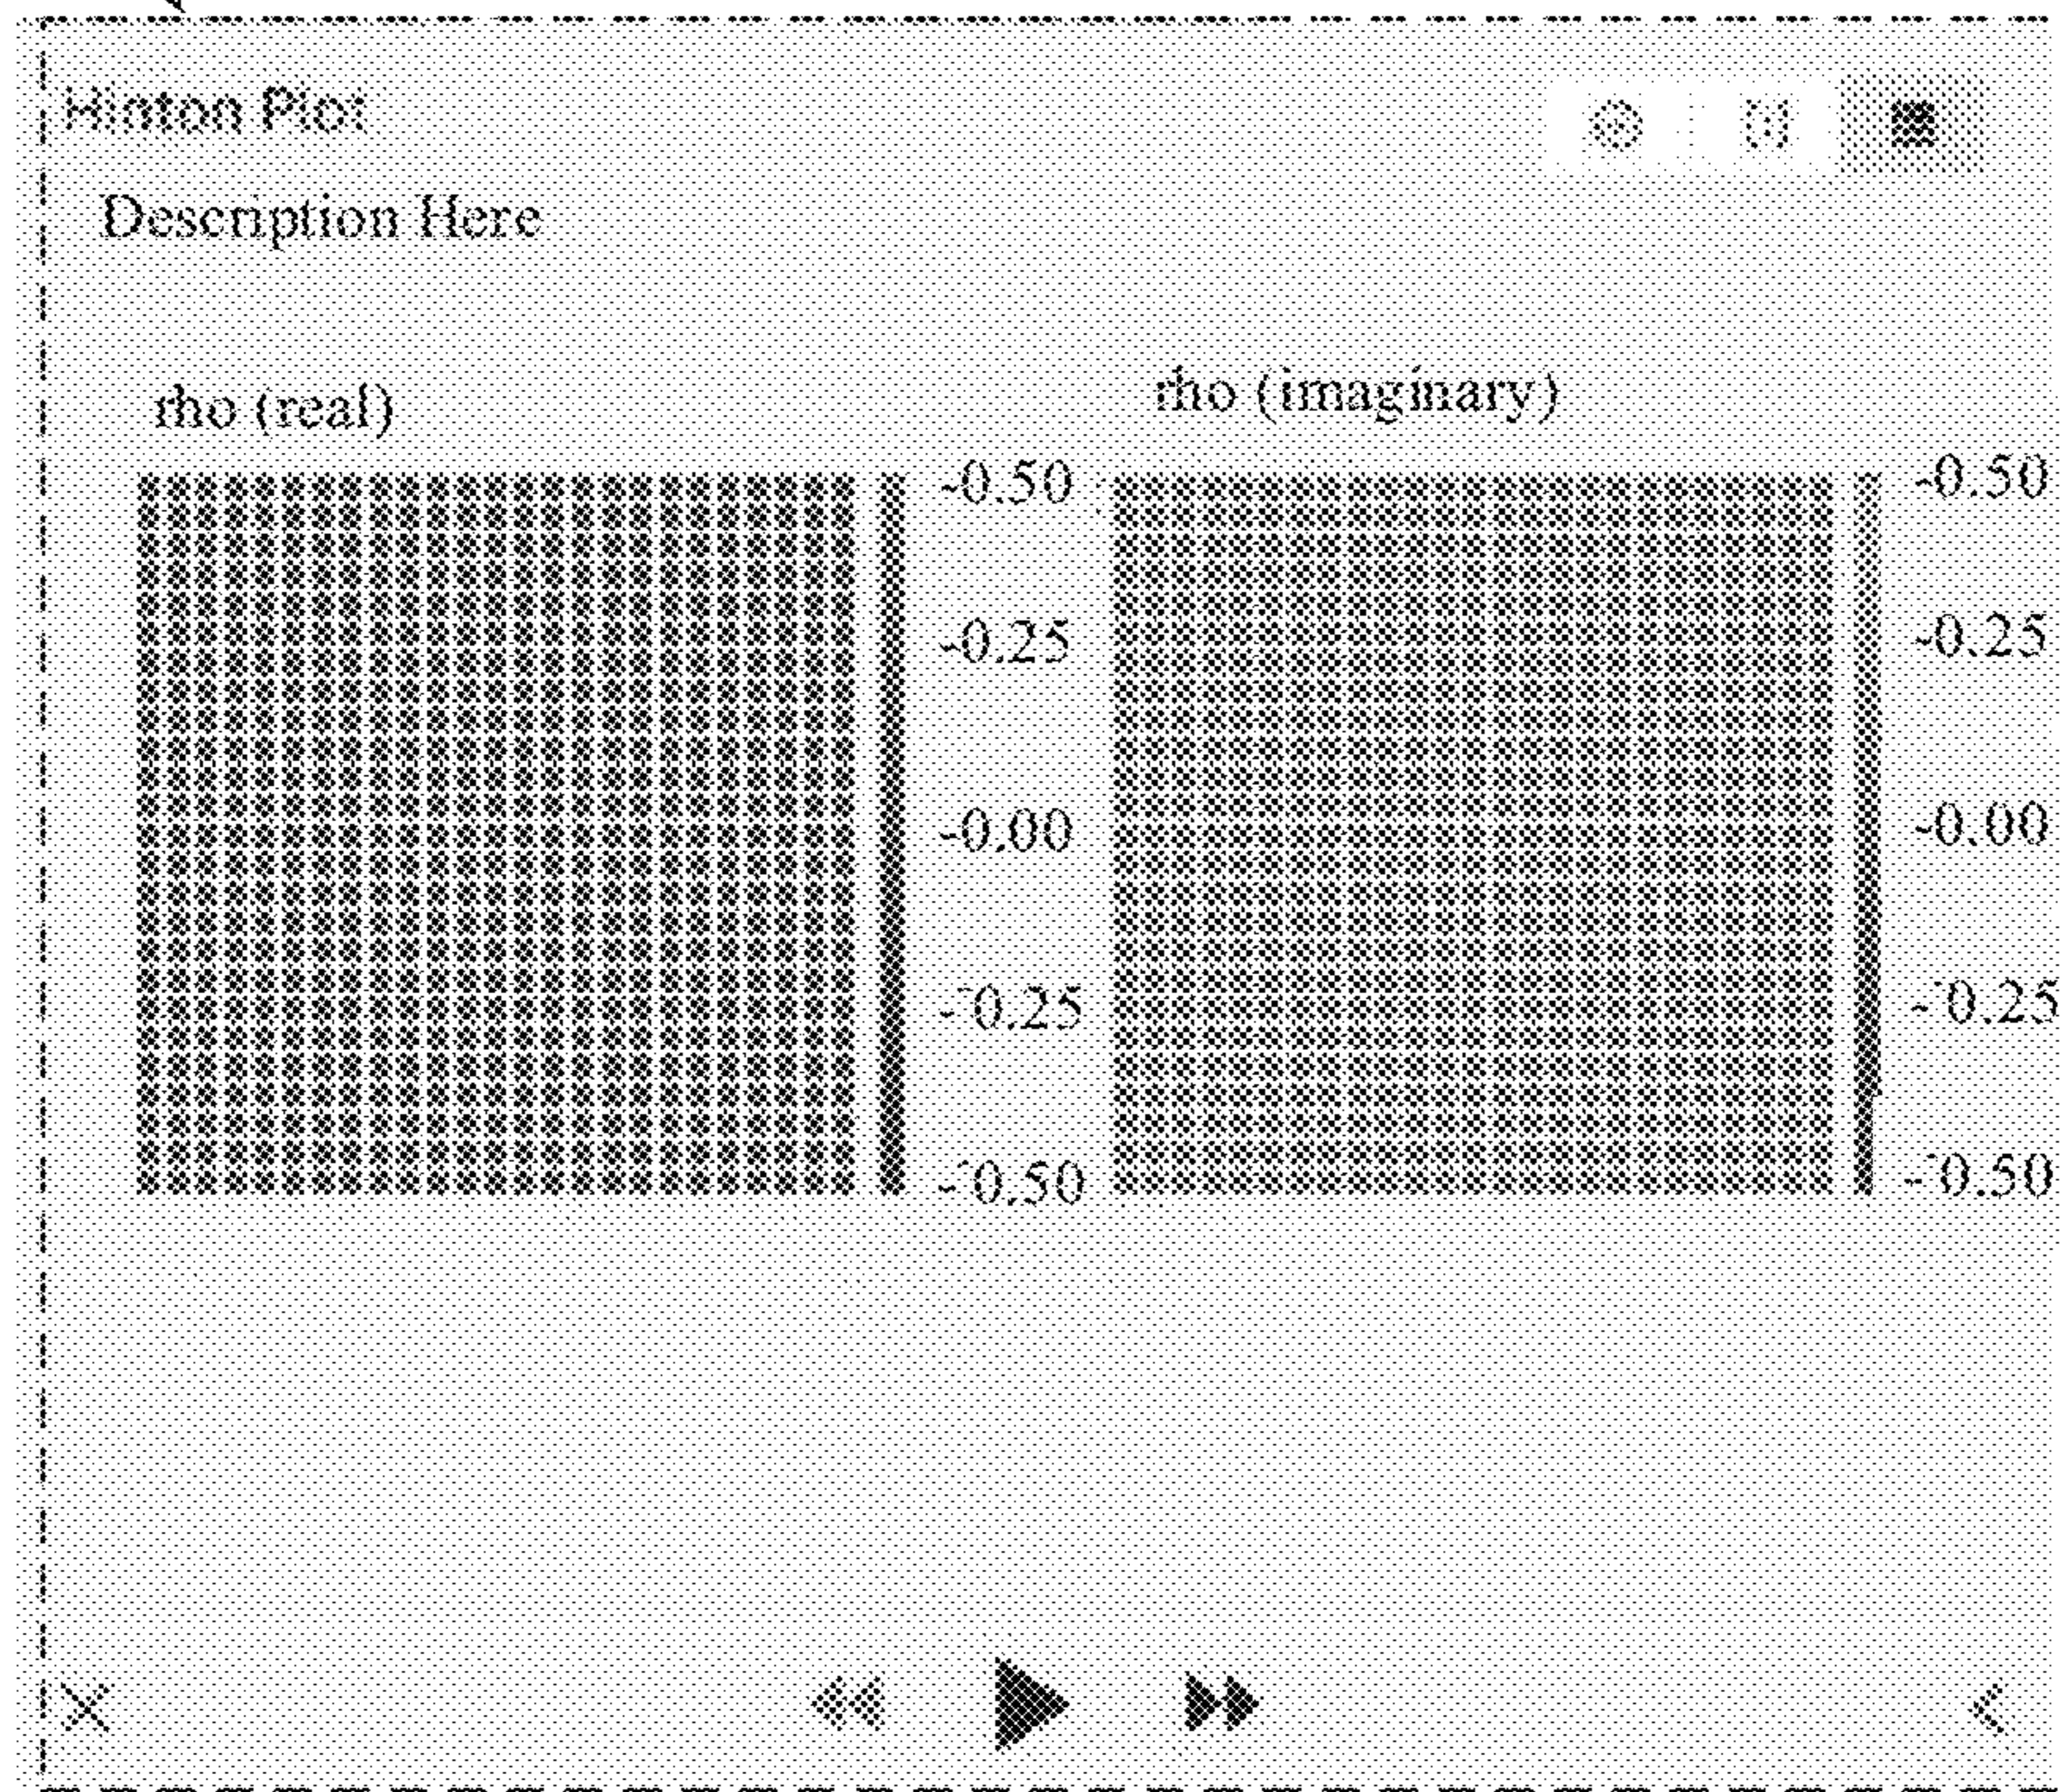 Hinton Plot
Description Here
rho (real)
-0.50
-0.25
-0.00
-⁻0.25
-⁻0.50
rho (imaginary)
-0.50
-0.25
-0.00
-⁻0.25
-⁻0.50